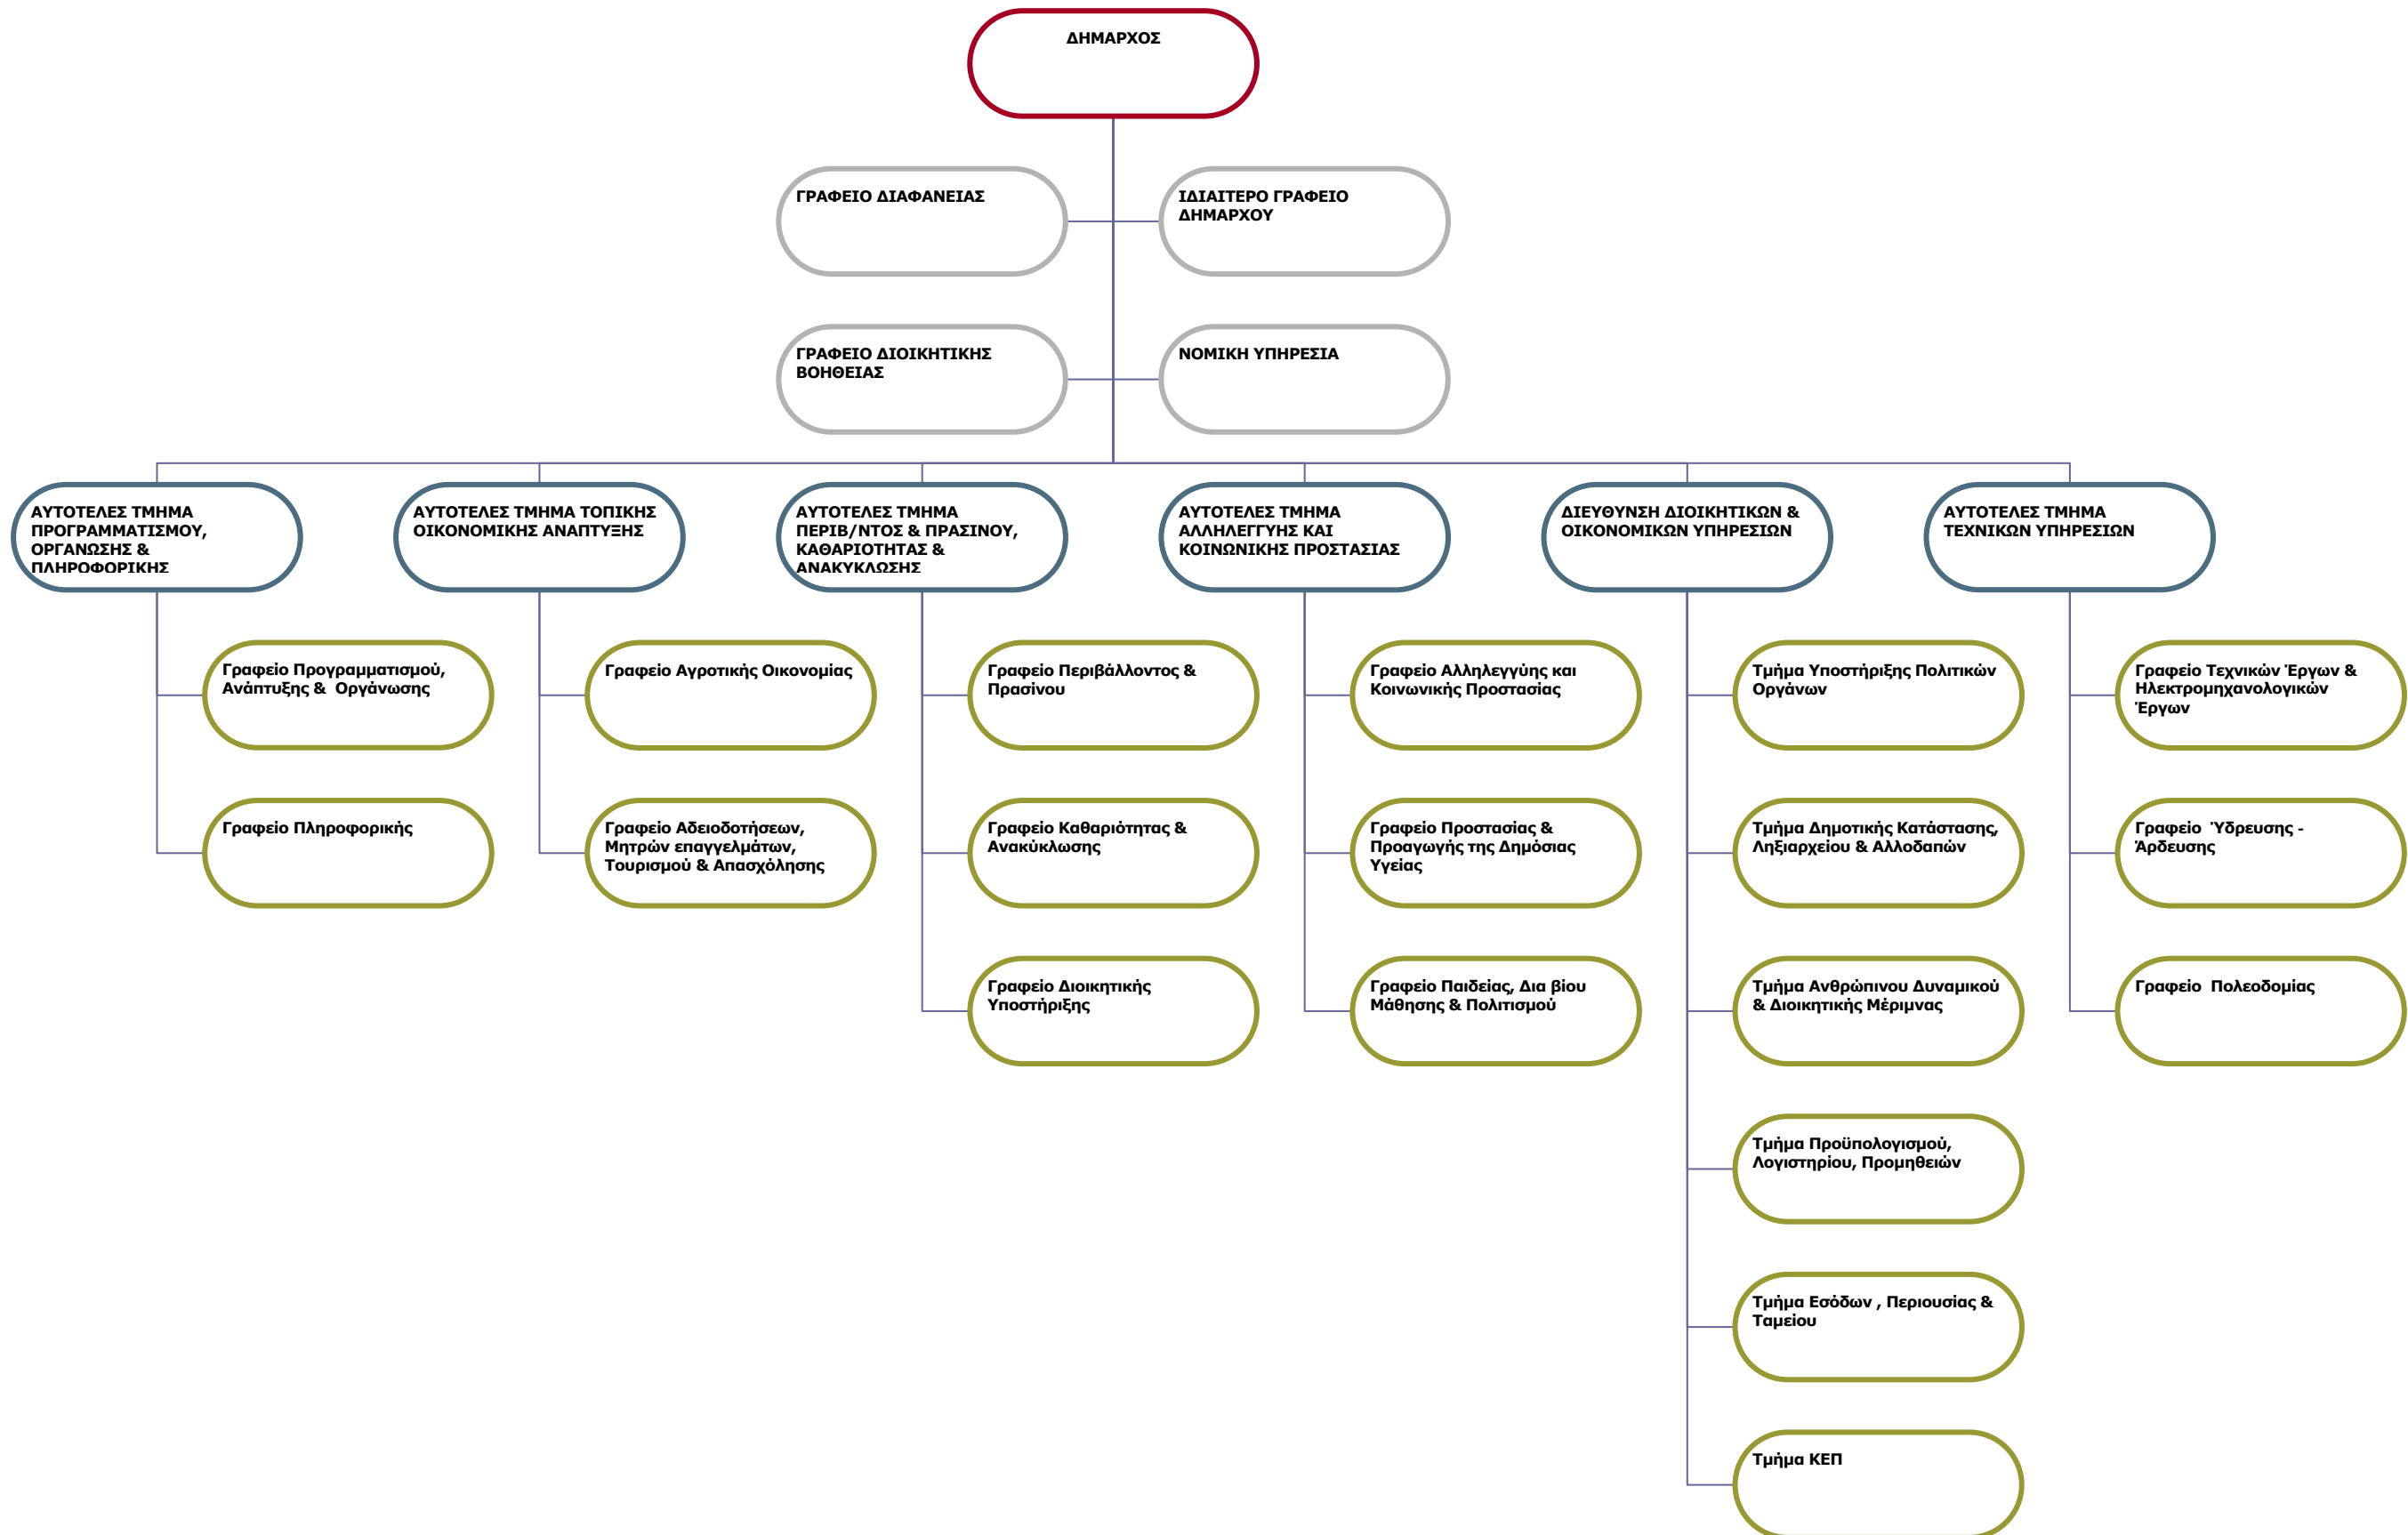 ΔΗΜΑΡΧΟΣ
ΓΡΑΦΕΙΟ ΔΙΑΦΑΝΕΙΑΣ
ΙΔΙΑΙΤΕΡΟ ΓΡΑΦΕΙΟ
ΔΗΜΑΡΧΟΥ
ΓΡΑΦΕΙΟ ΔΙΟΙΚΗΤΙΚΗΣ
ΒΟΗΘΕΙΑΣ
ΝΟΜΙΚΗ ΥΠΗΡΕΣΙΑ
ΑΥΤΟΤΕΛΕΣ ΤΜΗΜΑ
ΠΡΟΓΡΑΜΜΑΤΙΣΜΟΥ,
ΟΡΓΑΝΩΣΗΣ &
ΠΛΗΡΟΦΟΡΙΚΗΣ
ΑΥΤΟΤΕΛΕΣ ΤΜΗΜΑ ΤΟΠΙΚΗΣ
ΟΙΚΟΝΟΜΙΚΗΣ ΑΝΑΠΤΥΞΗΣ
ΑΥΤΟΤΕΛΕΣ ΤΜΗΜΑ
ΠΕΡΙΒ/ΝΤΟΣ & ΠΡΑΣΙΝΟΥ,
ΚΑΘΑΡΙΟΤΗΤΑΣ &
ΑΝΑΚΥΚΛΩΣΗΣ
ΑΥΤΟΤΕΛΕΣ ΤΜΗΜΑ
ΑΛΛΗΛΕΓΓΥΗΣ ΚΑΙ
ΚΟΙΝΩΝΙΚΗΣ ΠΡΟΣΤΑΣΙΑΣ
ΔΙΕΥΘΥΝΣΗ ΔΙΟΙΚΗΤΙΚΩΝ &
ΟΙΚΟΝΟΜΙΚΩΝ ΥΠΗΡΕΣΙΩΝ
ΑΥΤΟΤΕΛΕΣ ΤΜΗΜΑ
ΤΕΧΝΙΚΩΝ ΥΠΗΡΕΣΙΩΝ
Γραφείο Προγραμματισμού,
Ανάπτυξης &  Οργάνωσης
Γραφείο Αγροτικής Οικονομίας
Γραφείο Περιβάλλοντος &
Πρασίνου
Γραφείο Αλληλεγγύης και
Κοινωνικής Προστασίας
Τμήμα Υποστήριξης Πολιτικών
Οργάνων
Γραφείο Τεχνικών Έργων &
Ηλεκτρομηχανολογικών
Έργων
Γραφείο Πληροφορικής
Γραφείο Αδειοδοτήσεων,
Μητρών επαγγελμάτων,
Τουρισμού & Απασχόλησης
Γραφείο Καθαριότητας &
Ανακύκλωσης
Γραφείο Προστασίας &
Προαγωγής της Δημόσιας
Υγείας
Τμήμα Δημοτικής Κατάστασης,
Ληξιαρχείου & Αλλοδαπών
Γραφείο  Ύδρευσης -
Άρδευσης
Γραφείο Διοικητικής
Υποστήριξης
Γραφείο Παιδείας, Δια βίου
Μάθησης & Πολιτισμού
Τμήμα Ανθρώπινου Δυναμικού
& Διοικητικής Μέριμνας
Γραφείο  Πολεοδομίας
Τμήμα Προϋπολογισμού,
Λογιστηρίου, Προμηθειών
Τμήμα Εσόδων , Περιουσίας &
Ταμείου
Τμήμα ΚΕΠ